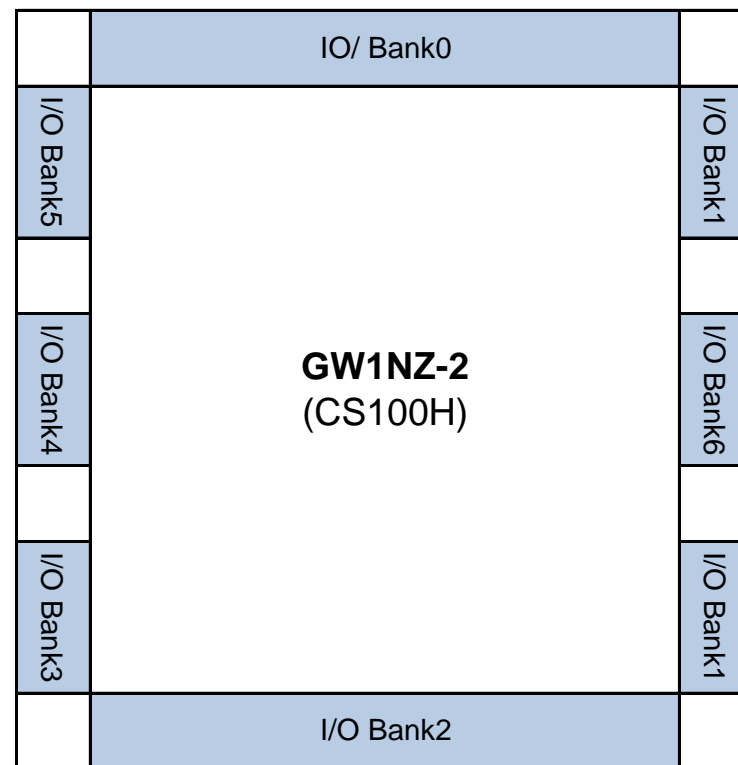 IO/ Bank0
I/O Bank5
I/O Bank1
I/O Bank4
GW1NZ-2
(CS100H)
I/O Bank6
I/O Bank3
I/O Bank1
I/O Bank2